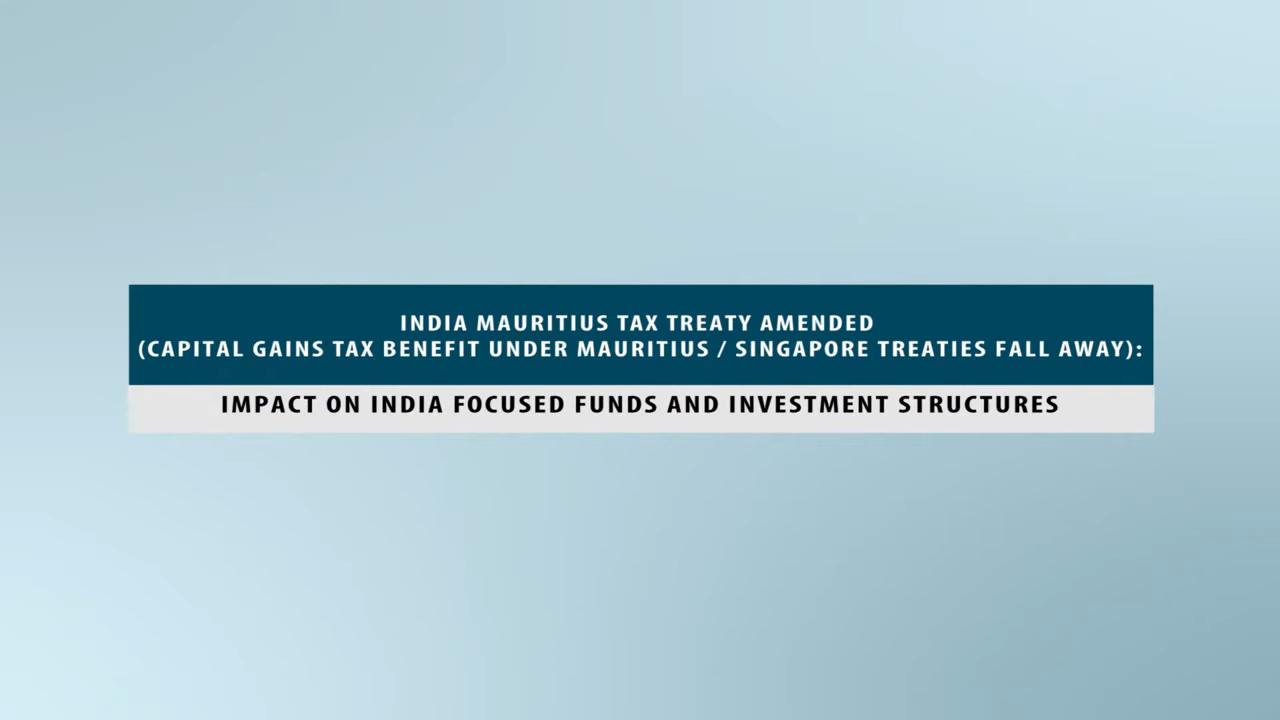 INDIA MAURITIUS TAX TREATY AMENDED
(CAPITAL GAINS TAX BENEFIT UNDER MAURITIUS / SINGAPORE TREATIES FALL AWAY):
IMPACT ON INDIA FOCUSED FUNDS AND INVESTMENT STRUCTURES